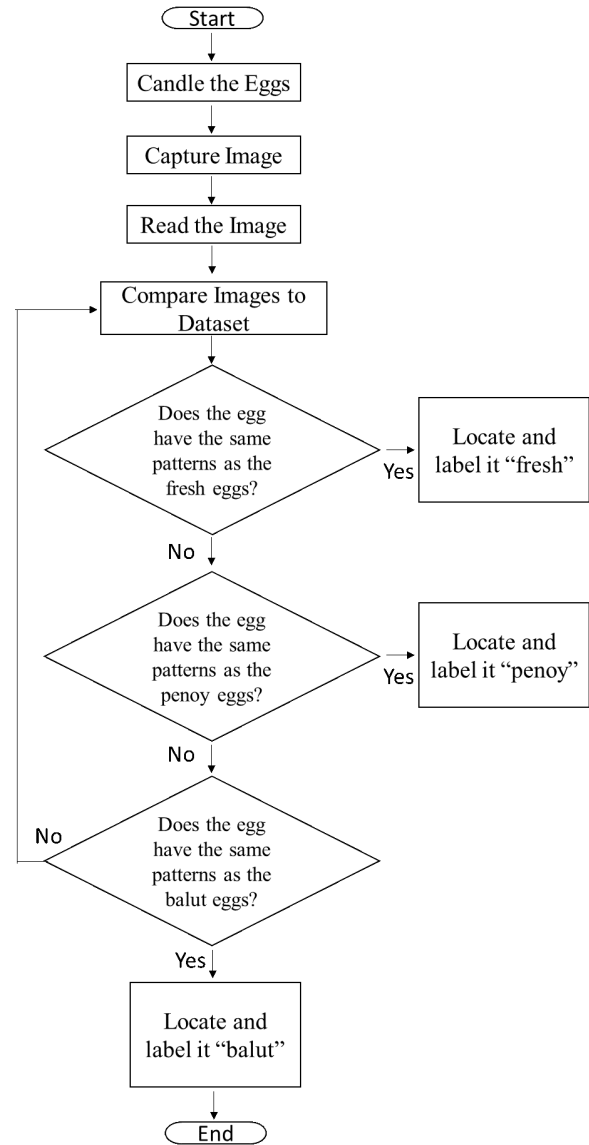 Start
Candle the Eggs
Capture Image
Read the Image
Compare Images to
Dataset
Does the egg
have the same
patterns as the
fresh eggs?
Yes
Locate and
label it “fresh”
No
Does the egg
have the same
patterns as the
penoy eggs?
Yes
Locate and
label it “penoy”
No
Does the egg
have the same
patterns as the
balut eggs?
No
Yes
Locate and
label it “balut”
End